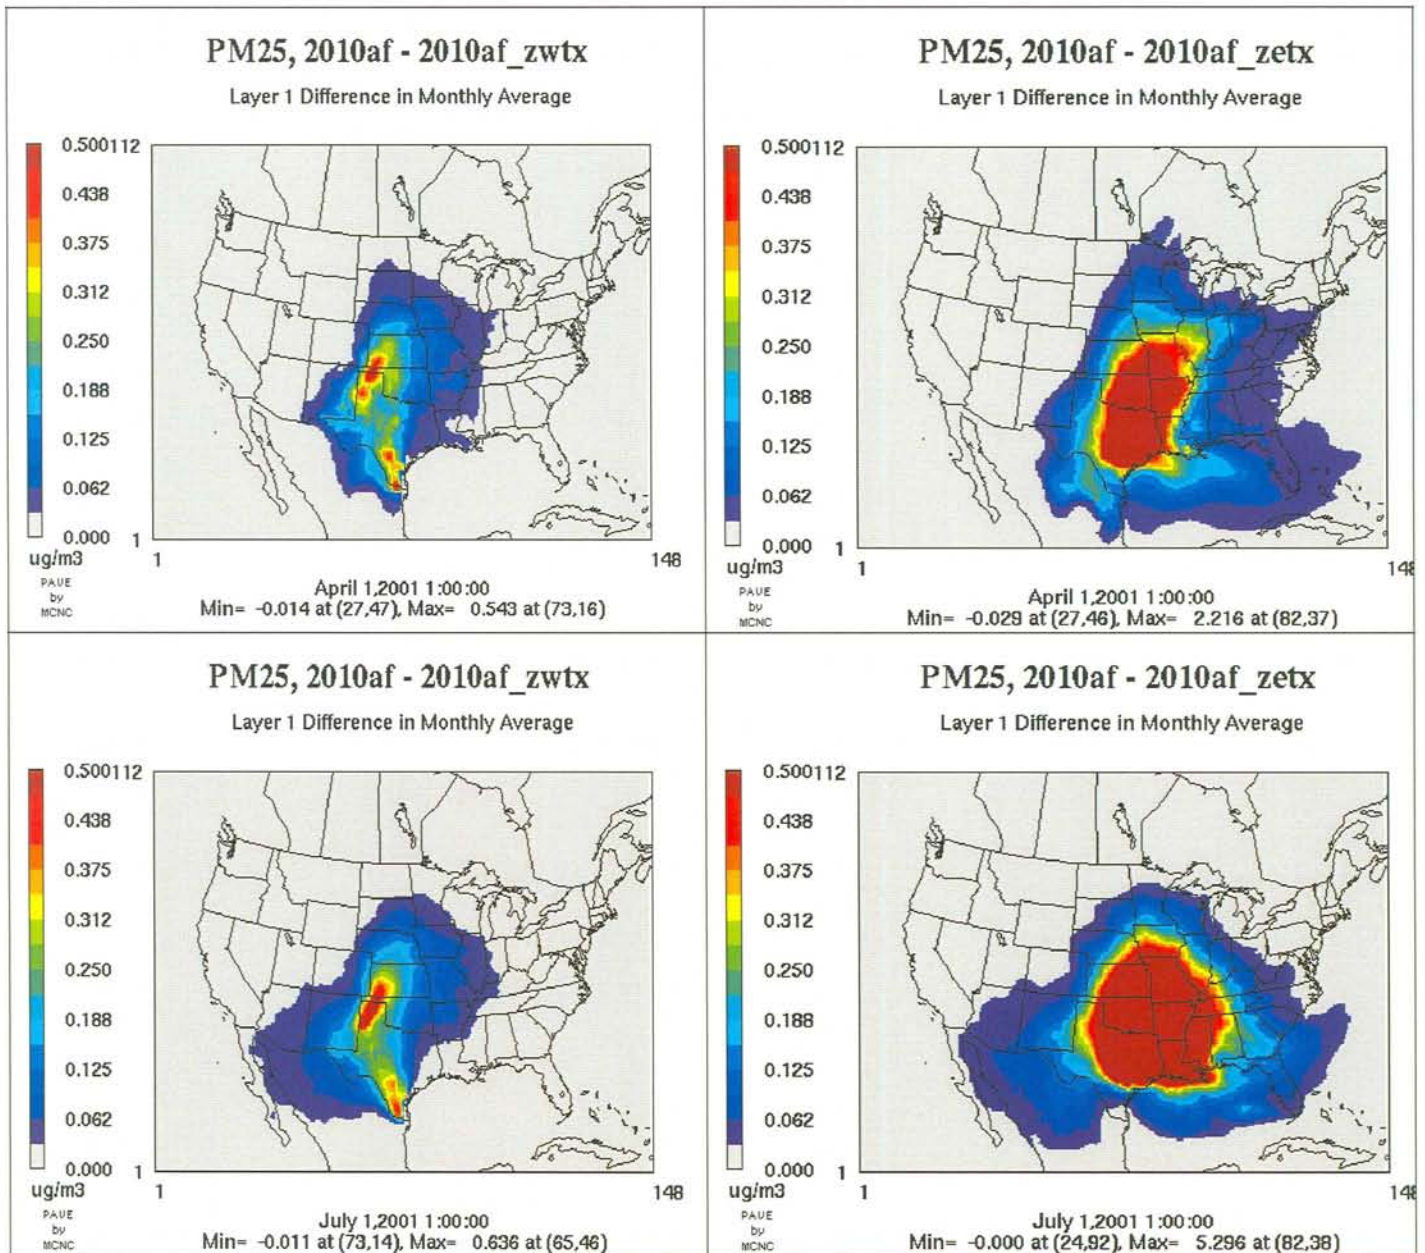 PM25, 2010af - 2010af_zwtx
Layer 1 Difference in Monthly Average
0.500
112
0.438
0.375
0.312
0.250
0.188
0.125
0.062
0.000
1
1
148
ug/m3
PAVE
by
MCNC
April 1,2001 1:00:00
Min= -0.014 at (27,47), Max= 0.543 at (73,16)
PM25, 2010af - 2010af_zetx
Layer 1 Difference in Monthly Average
0.500
112
0.438
0.375
0.312
0.250
0.188
0.125
0.062
0.000
1
1
148
ug/m3
PAVE
by
MCNC
April 1,2001 1:00:00
Min= -0.029 at (27,46), Max= 2.216 at (82,37)
PM25, 2010af - 2010af_zwtx
Layer 1 Difference in Monthly Average
0.500
112
0.438
0.375
0.312
0.250
0.188
0.125
0.062
0.000
1
1
148
ug/m3
PAVE
by
MCNC
July 1,2001 1:00:00
Min= -0.011 at (73,14), Max= 0.636 at (65,46)
PM25, 2010af - 2010af_zetx
Layer 1 Difference in Monthly Average
0.500
112
0.438
0.375
0.312
0.250
0.188
0.125
0.062
0.000
1
1
148
ug/m3
PAVE
by
MCNC
July 1,2001 1:00:00
Min= -0.000 at (24,92), Max= 5.296 at (82,38)